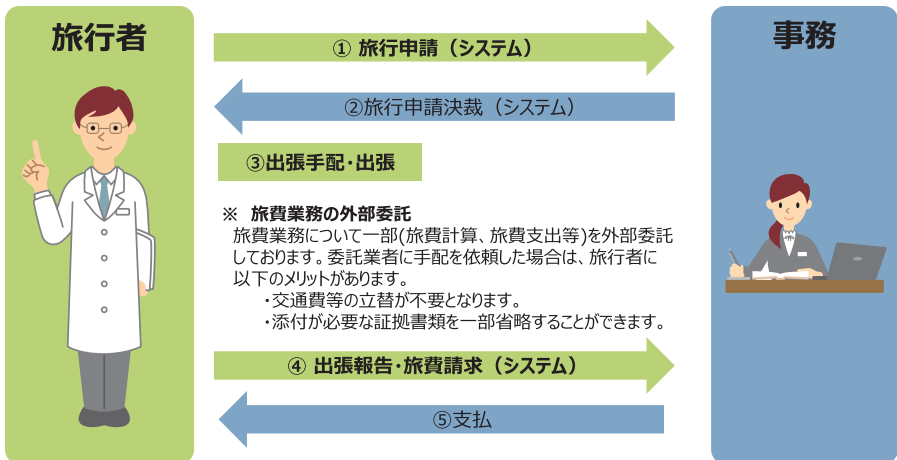 旅行者
事務
① 旅行申請（システム）
②旅行申請決裁（システム）
③出張手配・出張
※ 旅費業務の外部委託
旅費業務について一部(旅費計算、旅費支出等)を外部委託
しております。委託業者に手配を依頼した場合は、旅行者に
以下のメリットがあります。
・交通費等の立替が不要となります。
・添付が必要な証拠書類を一部省略することができます。
④ 出張報告・旅費請求（システム）
⑤支払